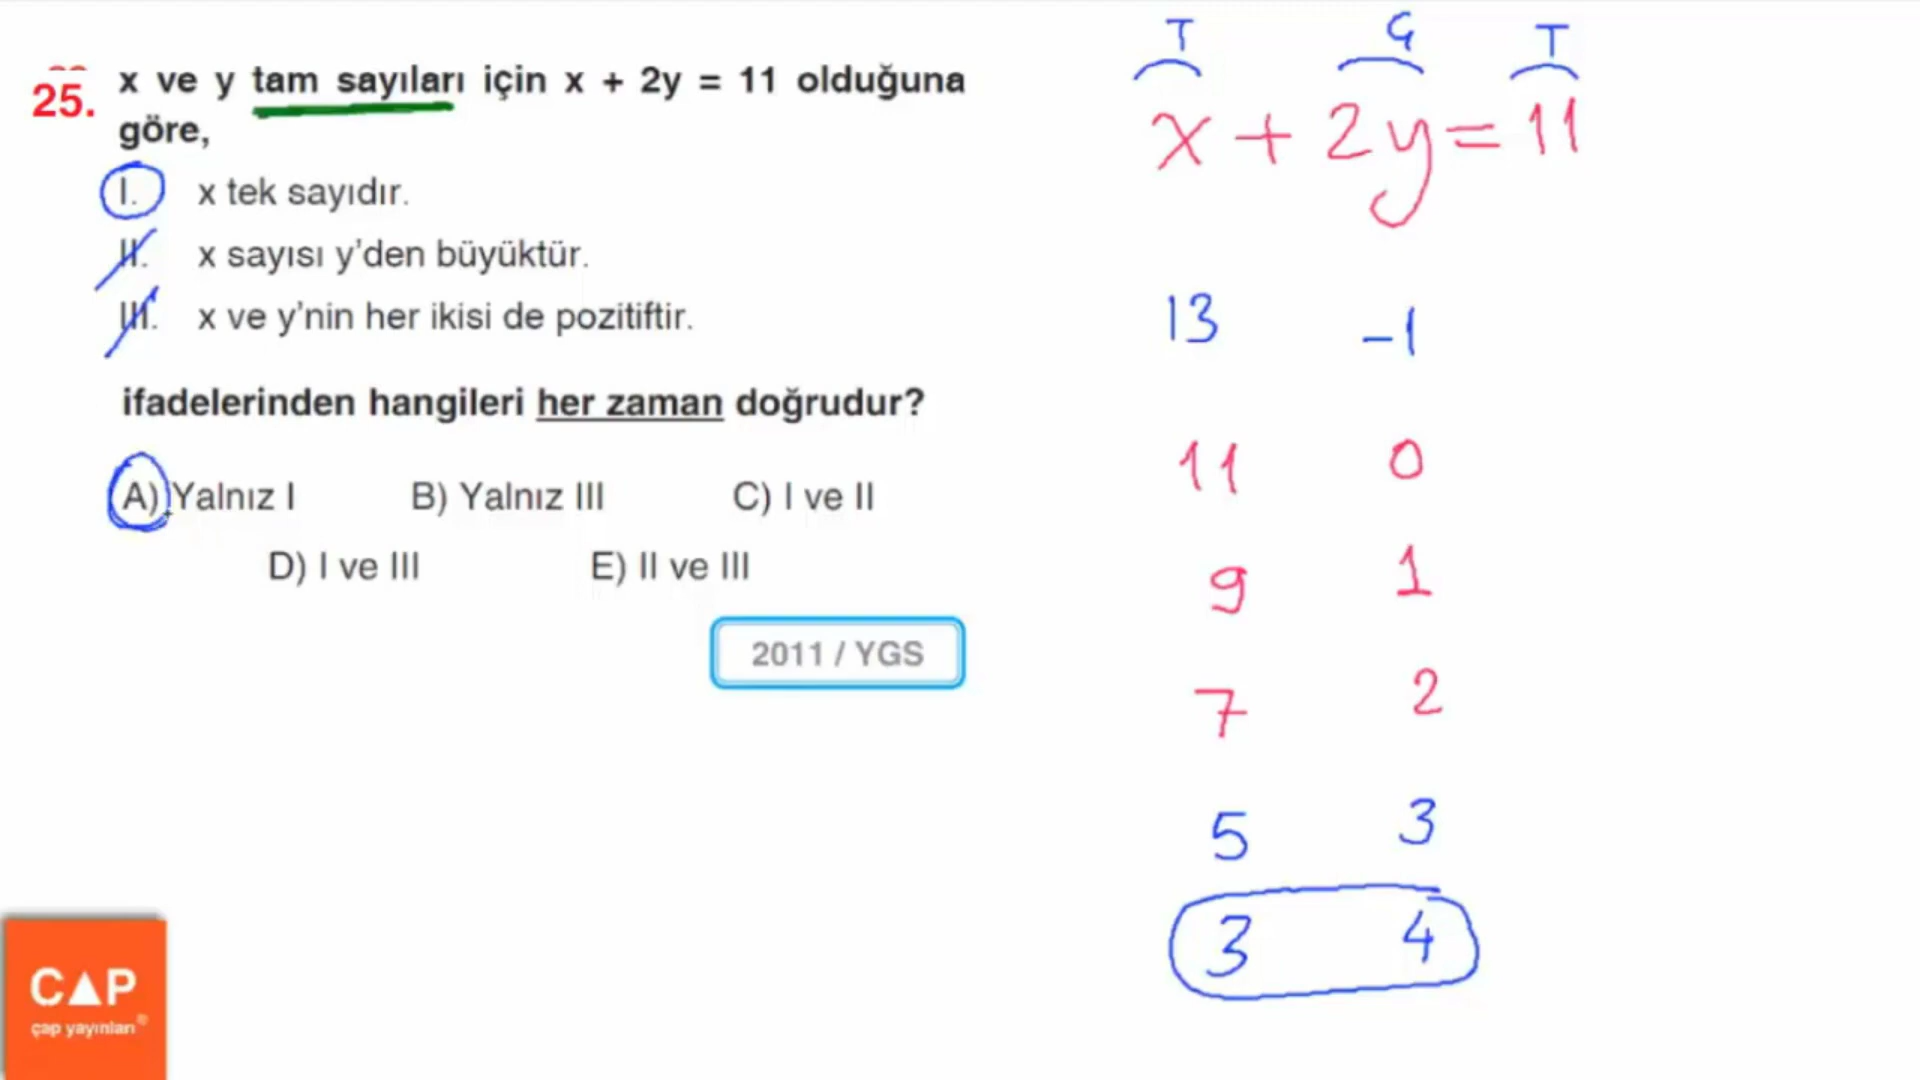 25. x ve y tam sayıları için x + 2y = 11 olduğuna
göre,
I. x tek sayıdır.
II. x sayısı y'den büyüktür.
III. x ve y'nin her ikisi de pozitiftir.
ifadelerinden hangileri her zaman doğrudur?
A) Yalnız I B) Yalnız III C) I ve II
D) I ve III E) II ve III
2011 / YGS
T Ç T
x + 2y = 11
13 -1
11 0
9 1
7 2
5 3
3 4
ÇAP
çap yayınları®